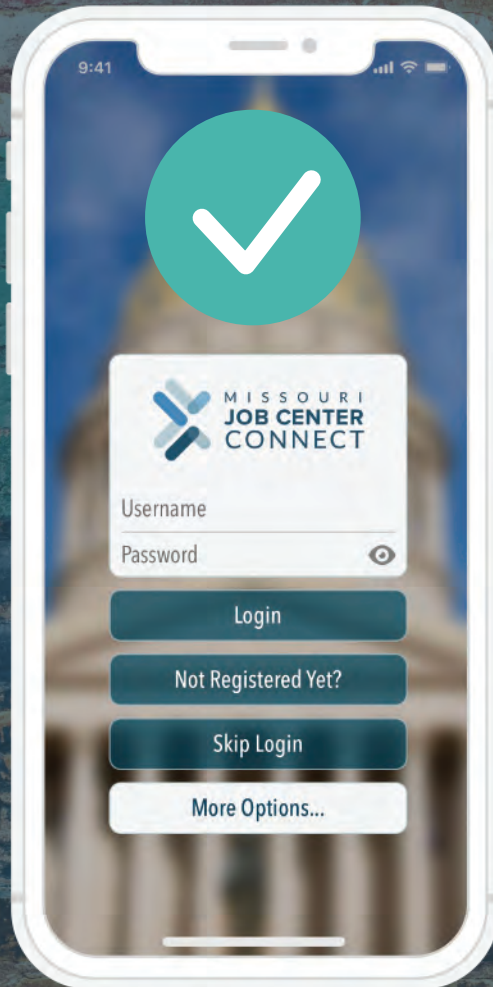 9:41
MISSOURI
JOB CENTER
CONNECT
Username
Password
Login
Not Registered Yet?
Skip Login
More Options...